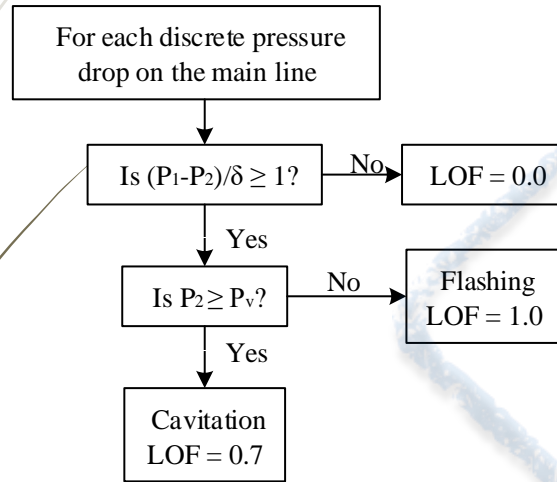 For each discrete pressure
drop on the main line
Is (P₁-P₂)/δ ≥ 1?
No
LOF = 0.0
Yes
Is P₂ ≥ Pᵥ?
No
Flashing
LOF = 1.0
Yes
Cavitation
LOF = 0.7